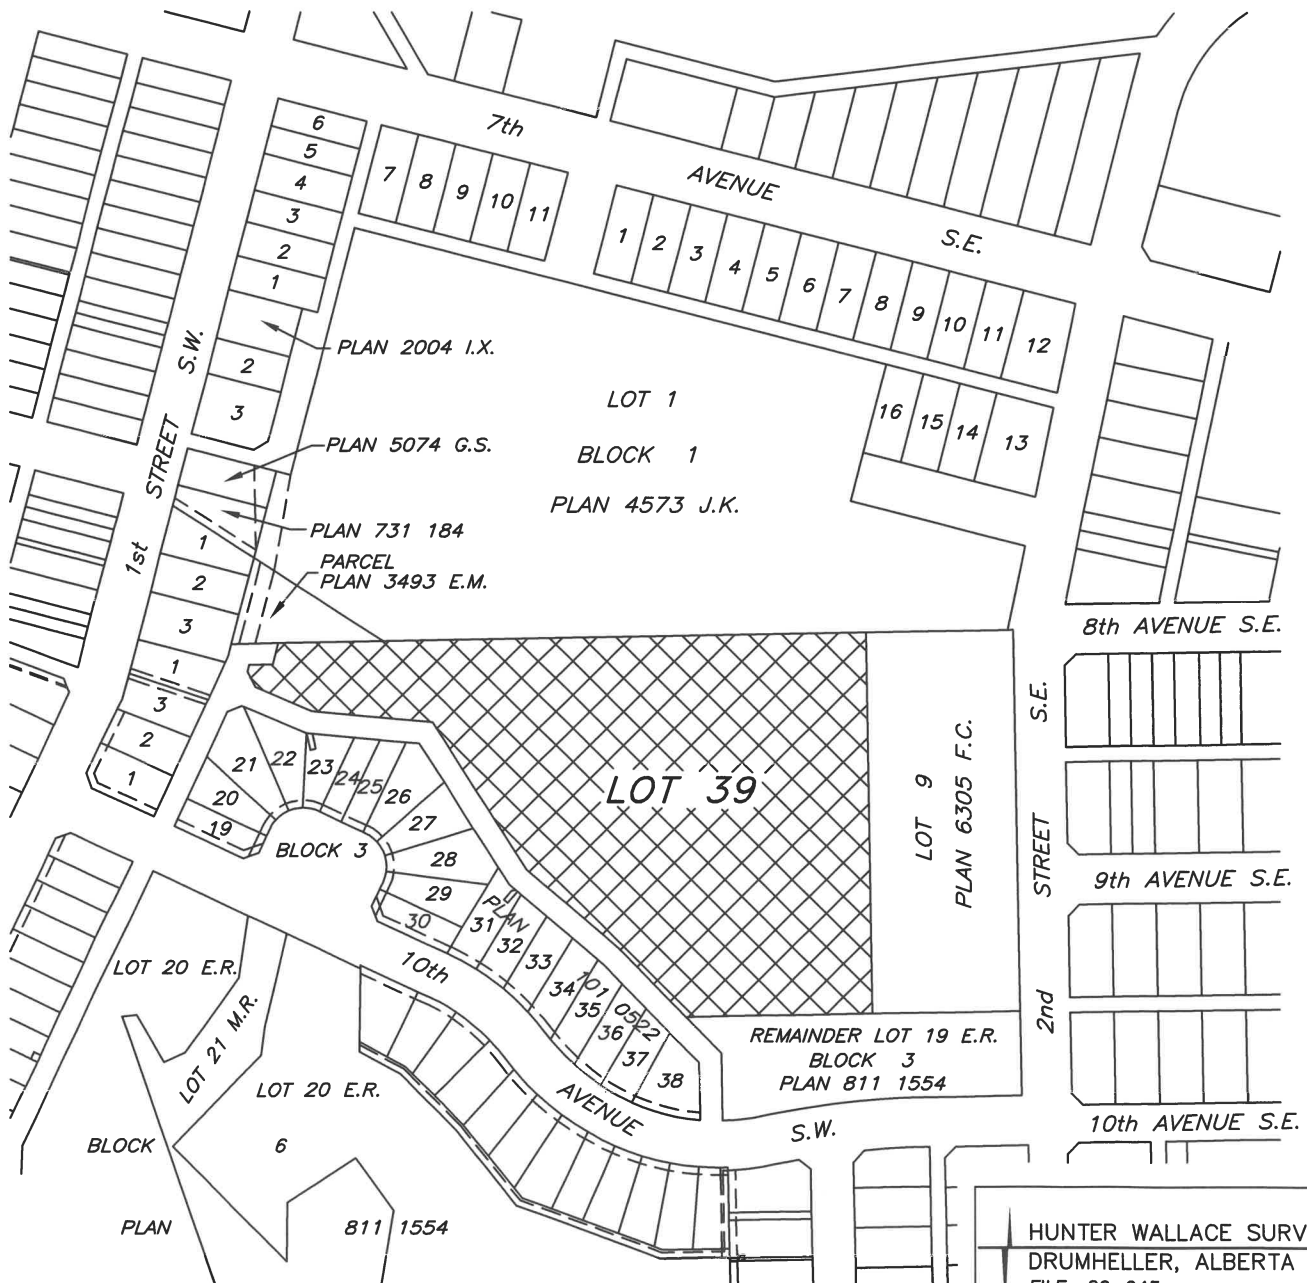 7th
AVENUE
S.E.
6
5
4
3
2
1
7
8
9
10
11
1
2
3
4
5
6
7
8
9
10
11
12
16
15
14
13
PLAN 2004 I.X.
2
3
S.W.
STREET
1st
LOT 1
BLOCK 1
PLAN 4573 J.K.
PLAN 5074 G.S.
PLAN 731 184
PARCEL
PLAN 3493 E.M.
1
2
3
1
3
2
1
8th AVENUE S.E.
S.E.
STREET
2nd
LOT 39
LOT 9
PLAN 6305 F.C.
9th AVENUE S.E.
19
20
21
22
23
24
25
26
27
28
29
30
31
32
33
34
35
36
37
38
BLOCK 3
PLAN
101 0522
10th
AVENUE
S.W.
REMAINDER LOT 19 E.R.
BLOCK 3
PLAN 811 1554
10th AVENUE S.E.
LOT 20 E.R.
LOT 21 M.R.
LOT 20 E.R.
BLOCK 6
PLAN 811 1554
HUNTER WALLACE SURV
DRUMHELLER, ALBERTA